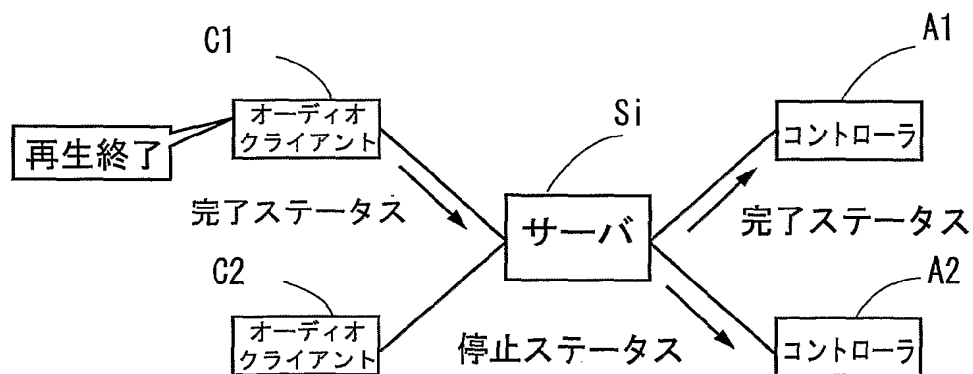 C1
A1
オーディオ
クライアント
Si
コントローラ
再生終了
完了ステータス
サーバ
完了ステータス
C2
A2
オーディオ
クライアント
停止ステータス
コントローラ